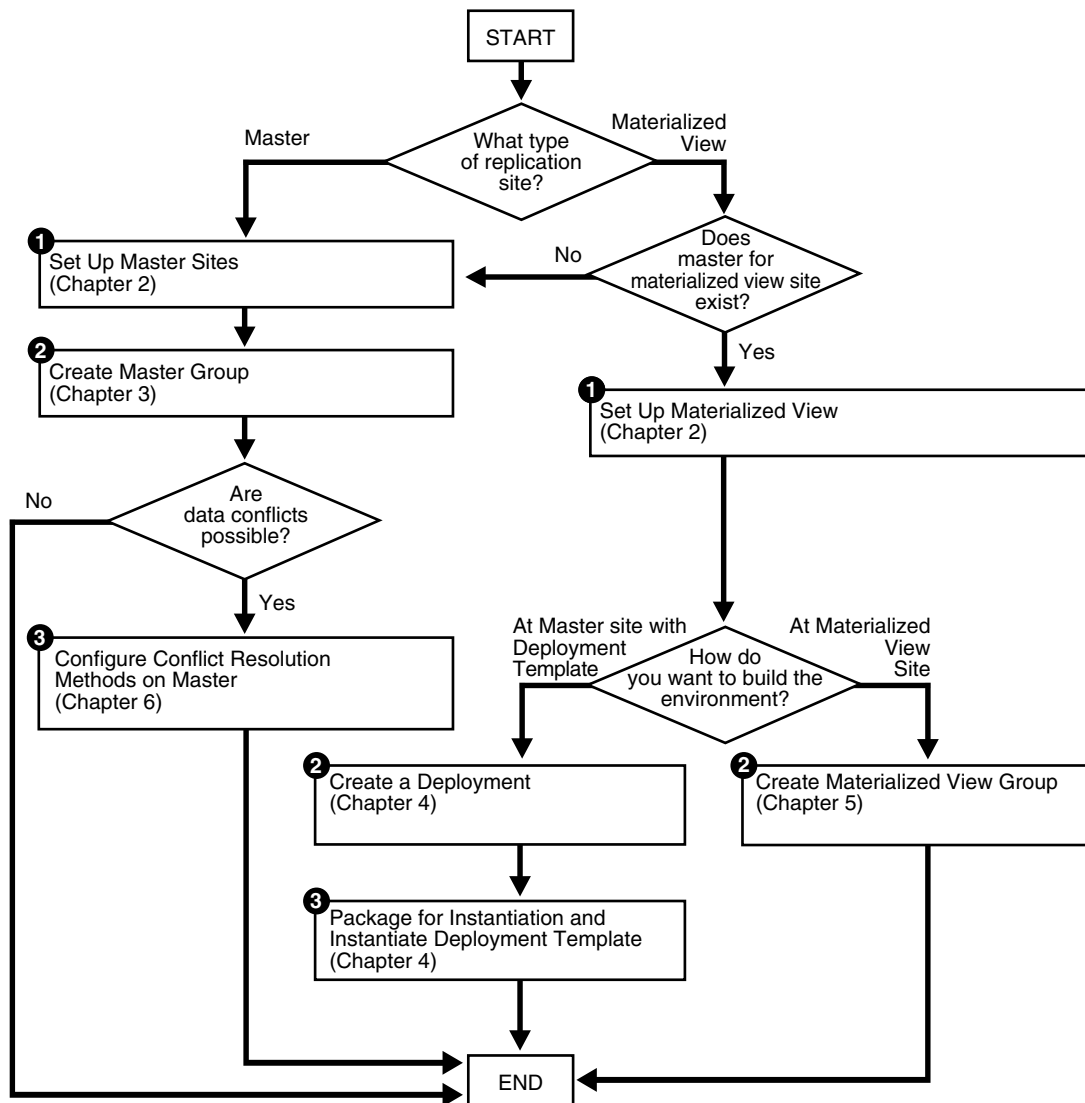 START
What type
of replication
site?
Master
Materialized
View
1
Set Up Master Sites
(Chapter 2)
No
Does
master for
materialized view site
exist?
2
Create Master Group
(Chapter 3)
Yes
1
Set Up Materialized View
(Chapter 2)
No
Are
data conflicts
possible?
Yes
3
Configure Conflict Resolution
Methods on Master
(Chapter 6)
At Master site with
Deployment
Template
How do
you want to build the
environment?
At Materialized
View
Site
2
Create a Deployment
(Chapter 4)
2
Create Materialized View Group
(Chapter 5)
3
Package for Instantiation and
Instantiate Deployment Template
(Chapter 4)
END